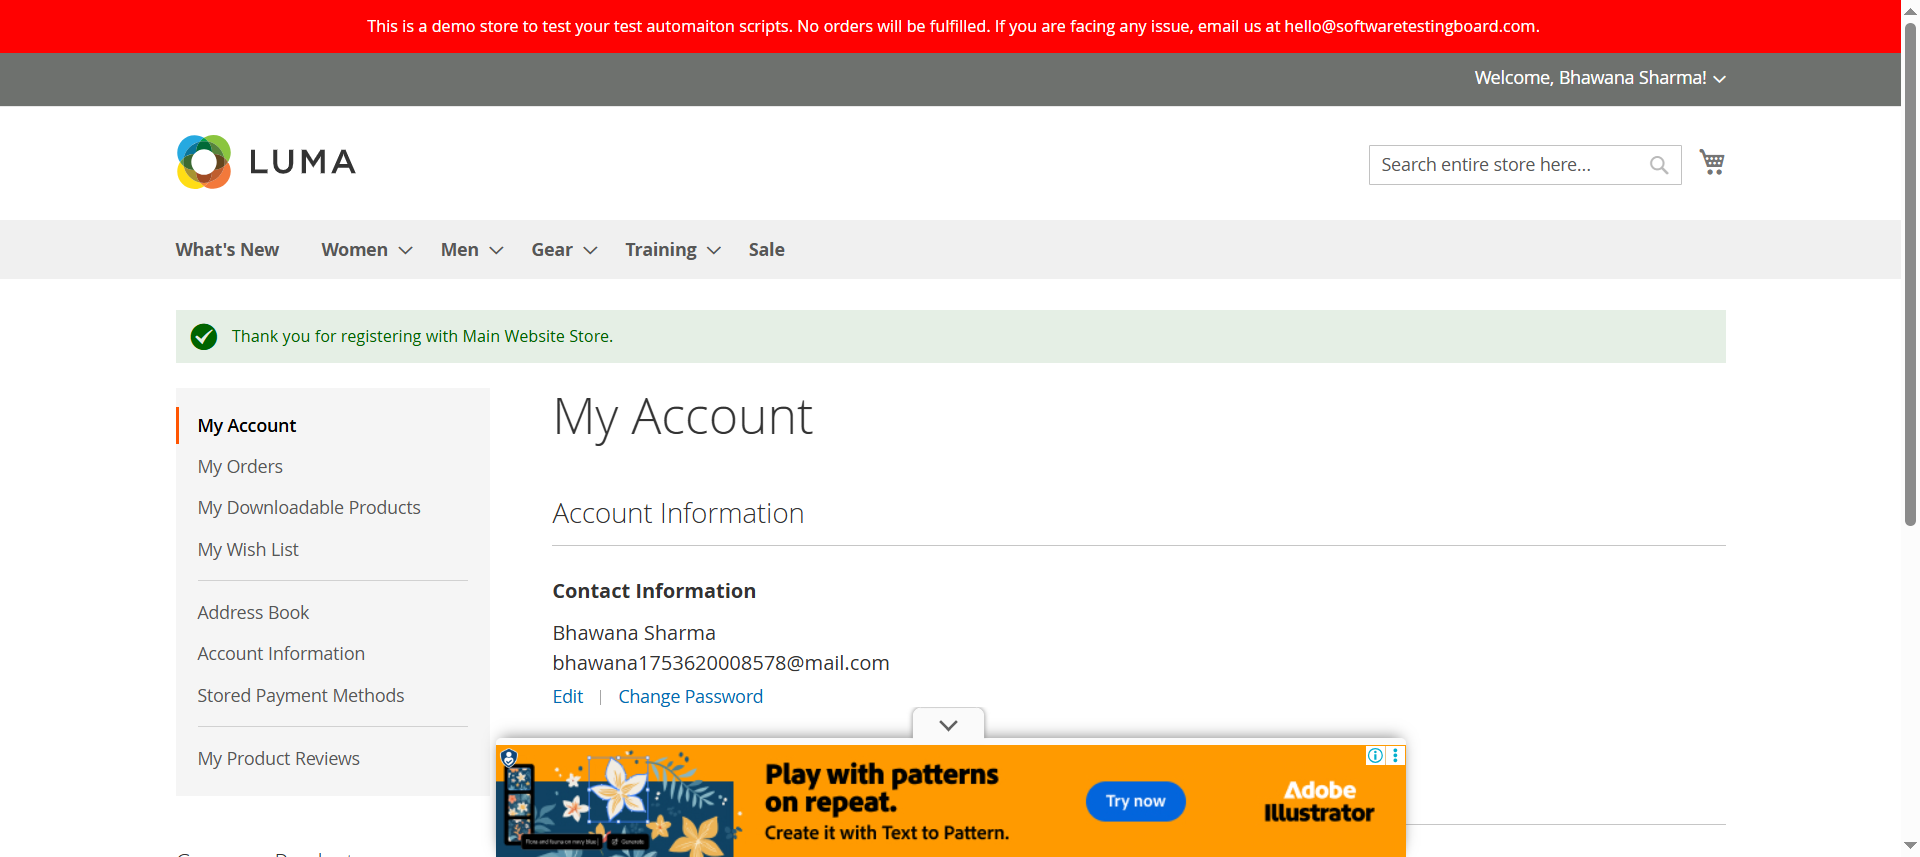 This is a demo store to test your test automaiton scripts. No orders will be fulfilled. If you are facing any issue, email us at hello@softwaretestingboard.com.
Welcome, Bhawana Sharma!
LUMA
Search entire store here...
What's New Women Men Gear Training Sale
Thank you for registering with Main Website Store.
My Account
My Orders
My Downloadable Products
My Wish List
Address Book
Account Information
Stored Payment Methods
My Product Reviews
My Account
Account Information
Contact Information
Bhawana Sharma
bhawana1753620008578@mail.com
Edit | Change Password
Play with patterns
on repeat.
Create it with Text to Pattern.
Try now
Adobe
Illustrator